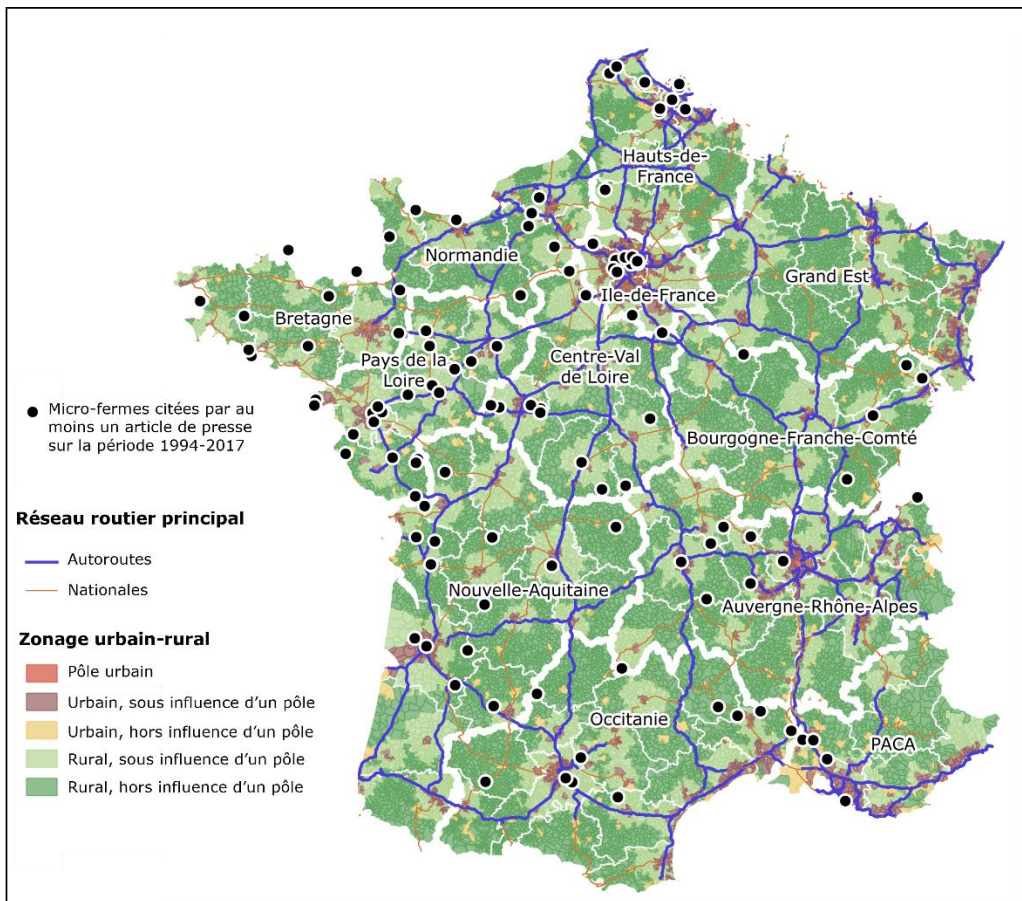 Hauts-de-
France
Normandie
Grand Est
Ile-de-France
Bretagne
Pays de la
Loire
Centre-Val
de Loire
Bourgogne-Franche-Comté
Nouvelle-Aquitaine
Auvergne-Rhône-Alpes
Occitanie
PACA
Micro-fermes citées par au
moins un article de presse
sur la période 1994-2017
Réseau routier principal
Autoroutes
Nationales
Zonage urbain-rural
Pôle urbain
Urbain, sous influence d'un pôle
Urbain, hors influence d'un pôle
Rural, sous influence d'un pôle
Rural, hors influence d'un pôle